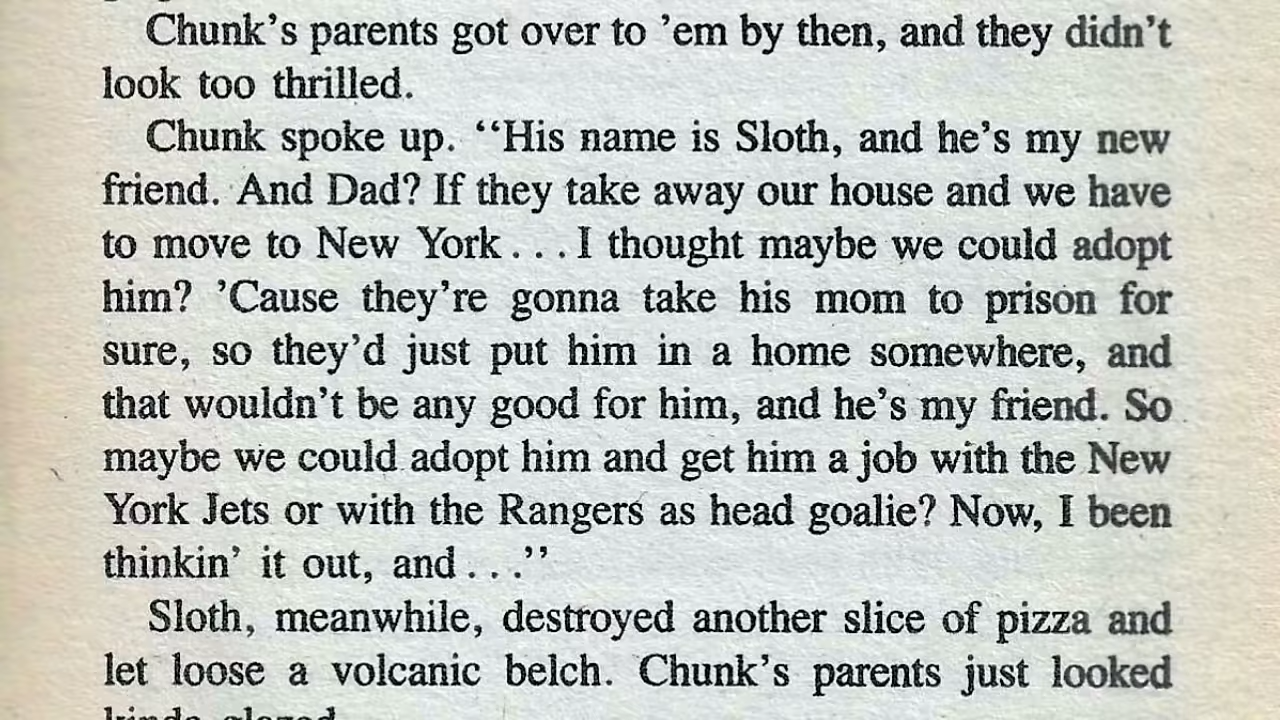 Chunk's parents got over to 'em by then, and they didn't
look too thrilled.
Chunk spoke up. “His name is Sloth, and he's my new
friend. And Dad? If they take away our house and we have
to move to New York . . . I thought maybe we could adopt
him? 'Cause they're gonna take his mom to prison for
sure, so they'd just put him in a home somewhere, and
that wouldn't be any good for him, and he's my friend. So
maybe we could adopt him and get him a job with the New
York Jets or with the Rangers as head goalie? Now, I been
thinkin' it out, and . . .”
Sloth, meanwhile, destroyed another slice of pizza and
let loose a volcanic belch. Chunk's parents just looked
kinda glazed.